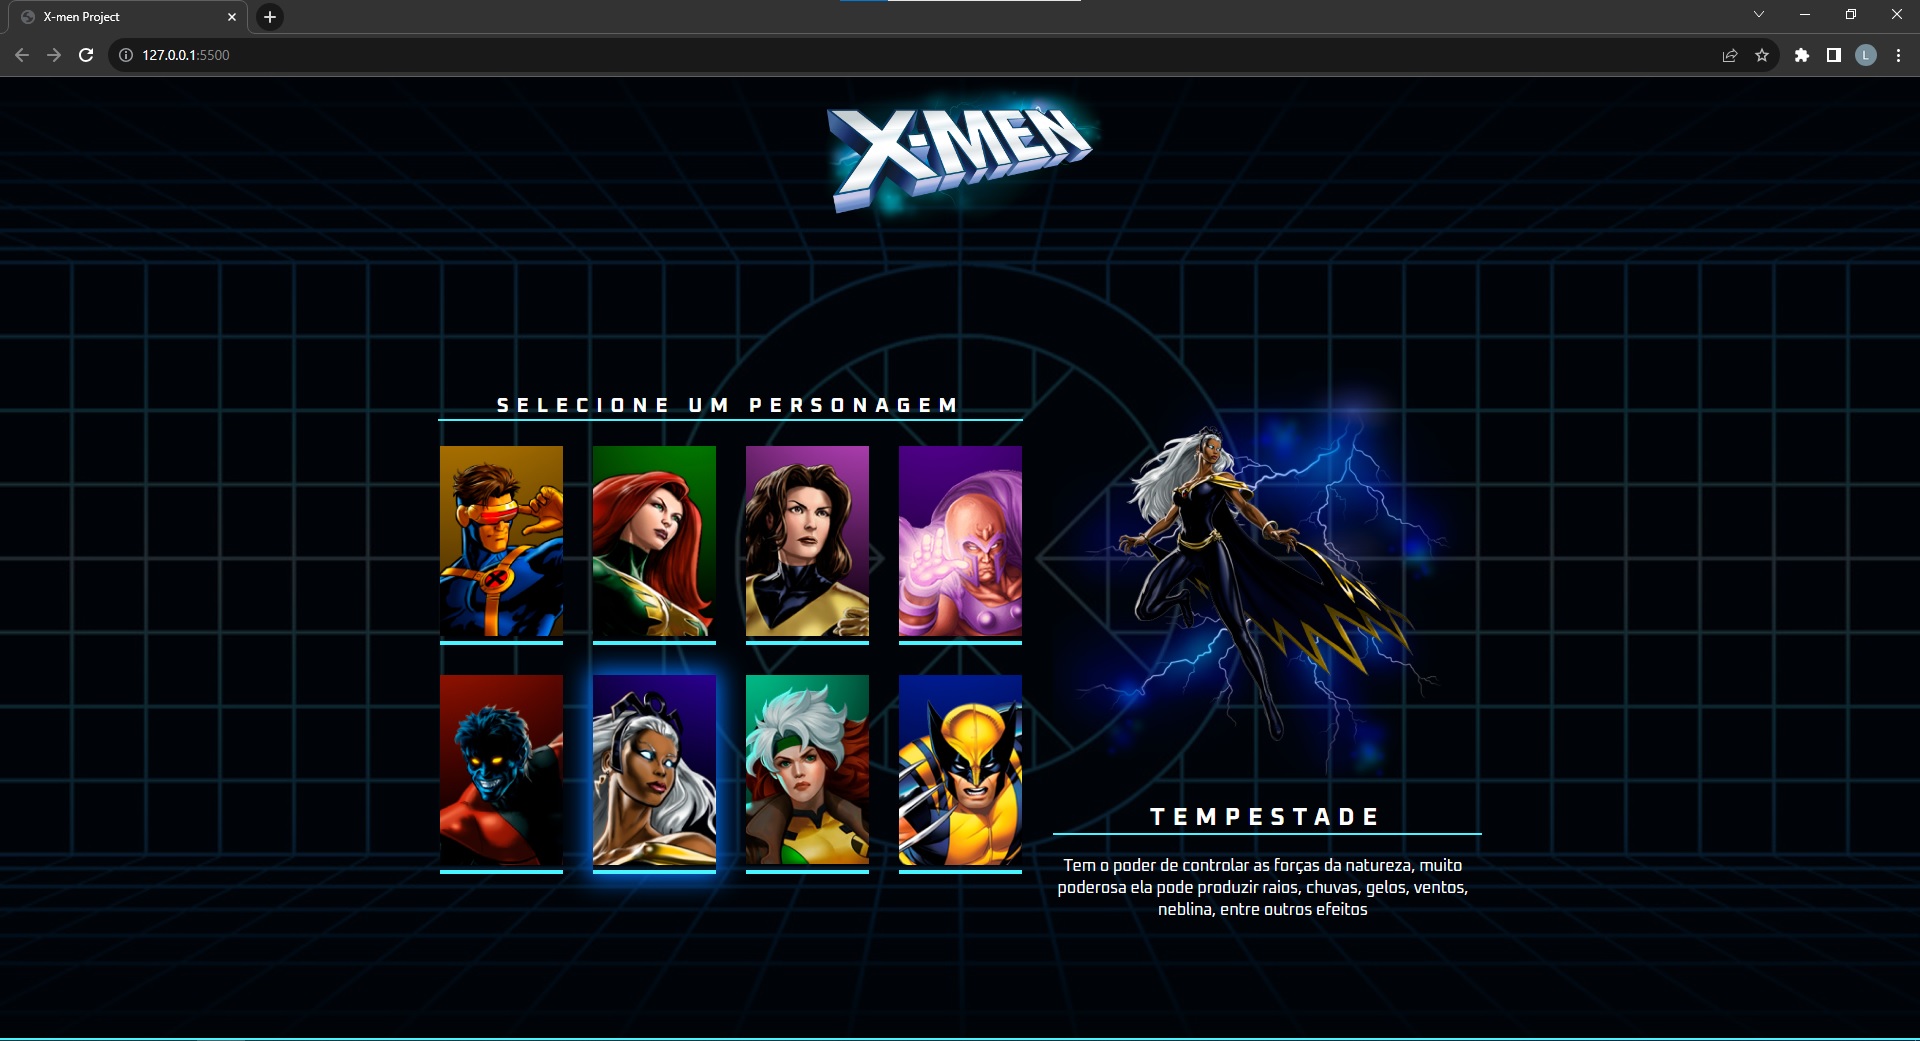 X-men Project
127.0.0.1:5500
L
X-MEN
SELECIONE UM PERSONAGEM
TEMPESTADE
Tem o poder de controlar as forças da natureza, muito
poderosa ela pode produzir raios, chuvas, gelos, ventos,
neblina, entre outros efeitos